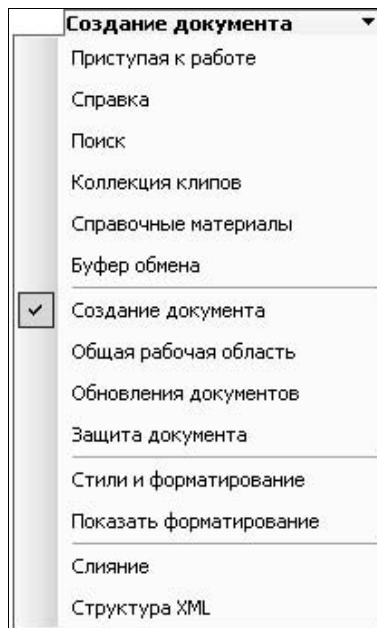 Создание документа
Приступая к работе
Справка
Поиск
Коллекция клипов
Справочные материалы
Буфер обмена
Создание документа
Общая рабочая область
Обновления документов
Защита документа
Стили и форматирование
Показать форматирование
Слияние
Структура XML